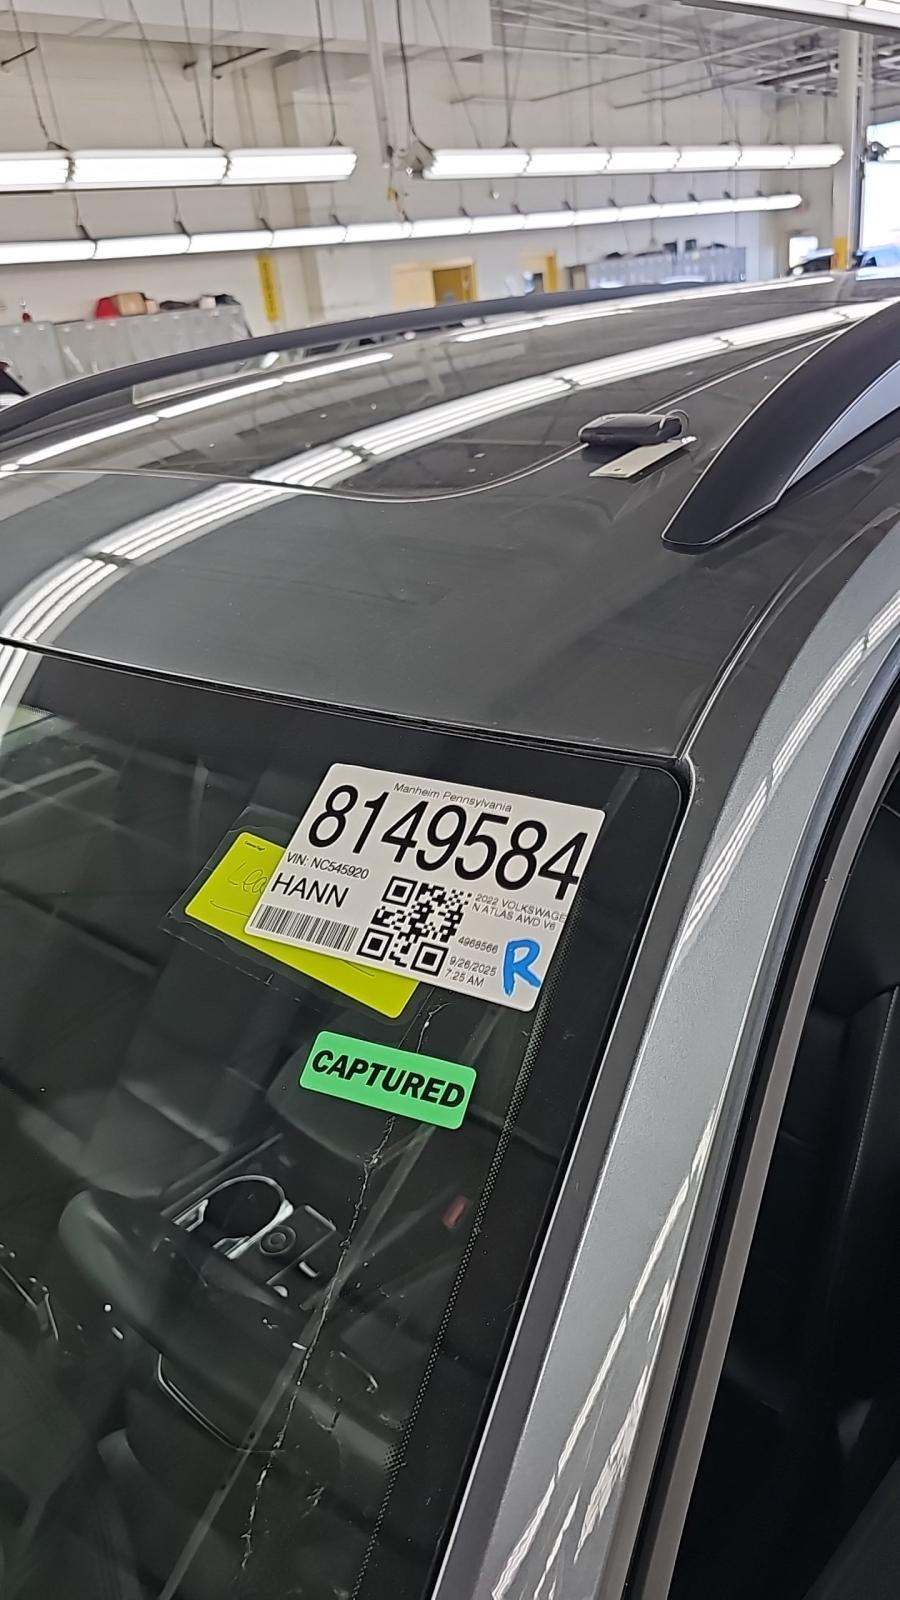 Manheim Pennsylvania
8149584
VIN: NC545920
HANN
2022 VOLKSWAGE
N ATLAS AWD V6
4968566
9/26/2025
7:25 AM
R
CAPTURED